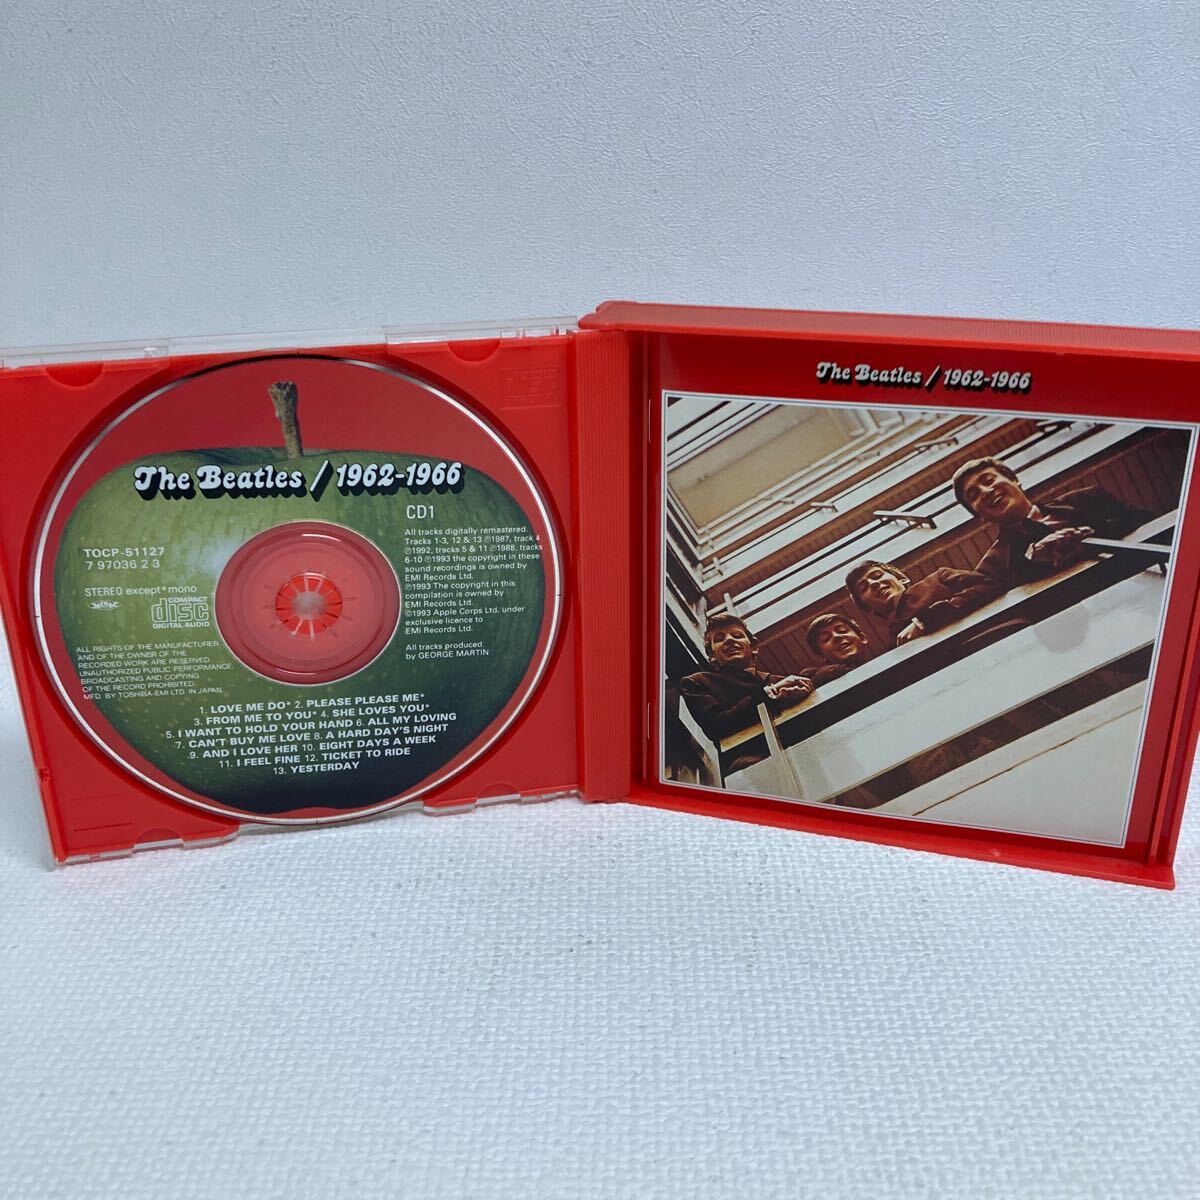 The Beatles / 1962-1966
CD1
TOCP-51127
7 97036 2 3
STEREO except * mono
COMPACT
disc
DIGITAL AUDIO
ALL RIGHTS OF THE MANUFACTURER
AND OF THE OWNER OF THE
RECORDED WORK ARE RESERVED.
UNAUTHORIZED PUBLIC PERFORMANCE,
BROADCASTING AND COPYING
OF THE RECORD PROHIBITED.
MFD. BY TOSHIBA-EMI LTD. IN JAPAN.
All tracks digitally remastered.
Tracks 1-3, 12 & 13 ℗1987, track 4
℗1992, tracks 5 & 11 ℗1988, tracks
6-10 ℗1993 the copyright in these
sound recordings is owned by
EMI Records Ltd.
℗1993 The copyright in this
compilation is owned by
EMI Records Ltd.
©1993 Apple Corps Ltd. under
exclusive licence to
EMI Records Ltd.
All tracks produced
by GEORGE MARTIN
1. LOVE ME DO* 2. PLEASE PLEASE ME*
3. FROM ME TO YOU* 4. SHE LOVES YOU*
5. I WANT TO HOLD YOUR HAND 6. ALL MY LOVING
7. CAN'T BUY ME LOVE 8. A HARD DAY'S NIGHT
9. AND I LOVE HER 10. EIGHT DAYS A WEEK
11. I FEEL FINE 12. TICKET TO RIDE
13. YESTERDAY
The Beatles / 1962-1966